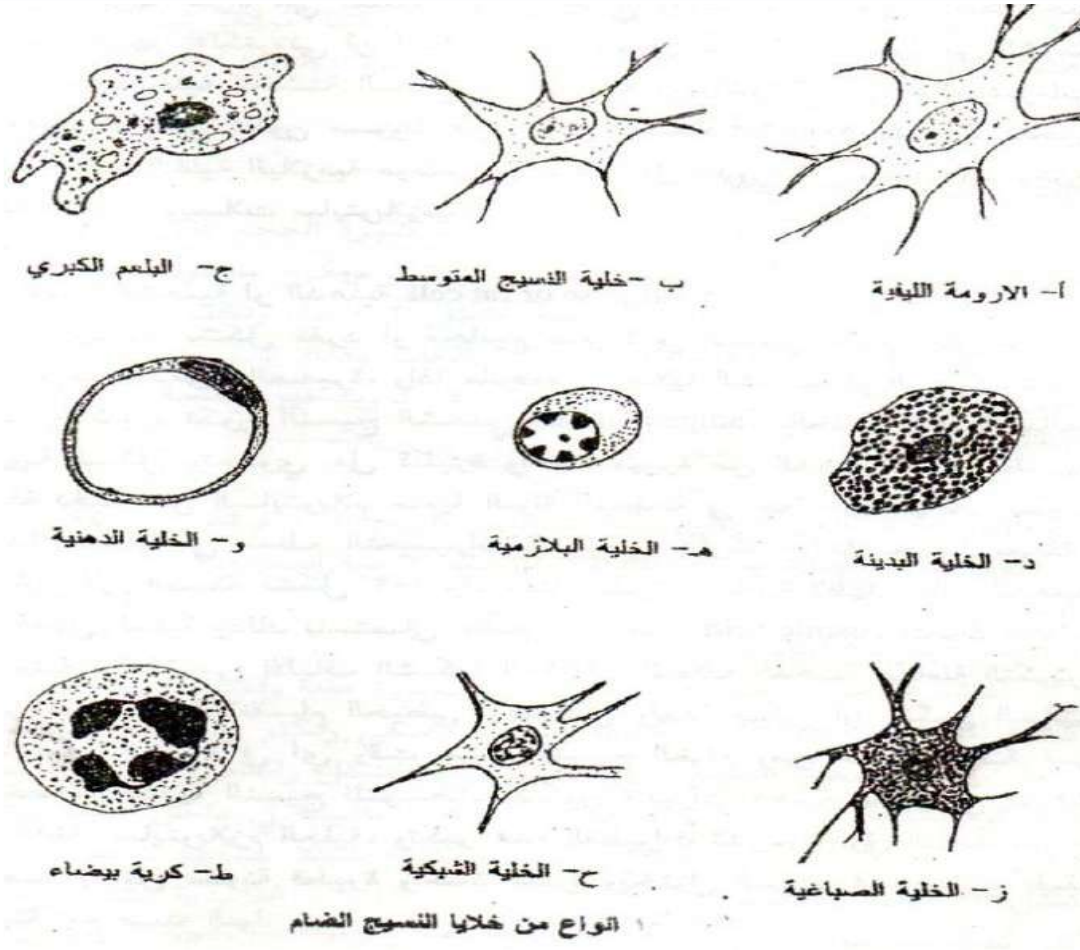 أ- الارومة الليفية
ب -خلية النسيج المتوسط
ج- البلعم الكبري
د- الخلية البدينة
هـ- الخلية البلازمية
و- الخلية الدهنية
ز- الخلية الصباغية
ح- الخلية الشبكية
ط- كرية بيضاء
انواع من خلايا النسيج الضام